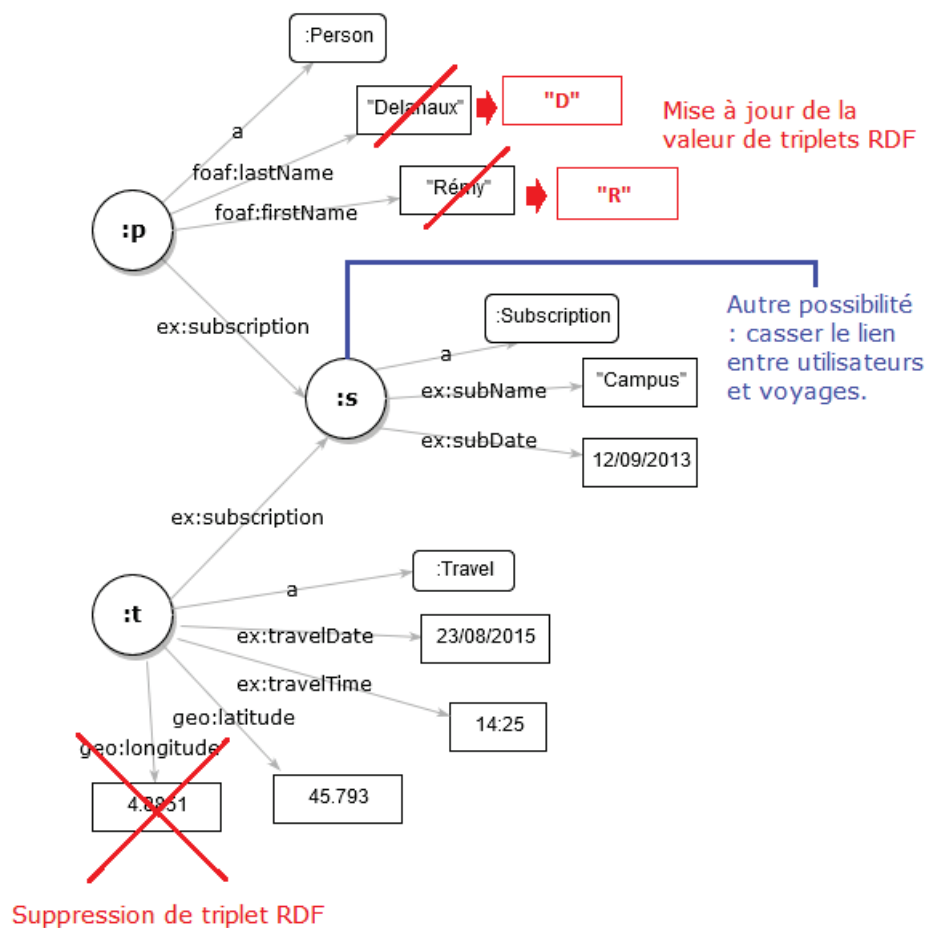 :Person
"Delanaux"
"D"
Mise à jour de la
valeur de triplets RDF
a
foaf:lastName
"Rémy"
"R"
foaf:firstName
:p
Autre possibilité
: casser le lien
entre utilisateurs
et voyages.
ex:subscription
:Subscription
a
:s
ex:subName
"Campus"
ex:subDate
12/09/2013
ex:subscription
:Travel
a
:t
ex:travelDate
23/08/2015
ex:travelTime
14:25
geo:latitude
geo:longitude
4.8851
45.793
Suppression de triplet RDF